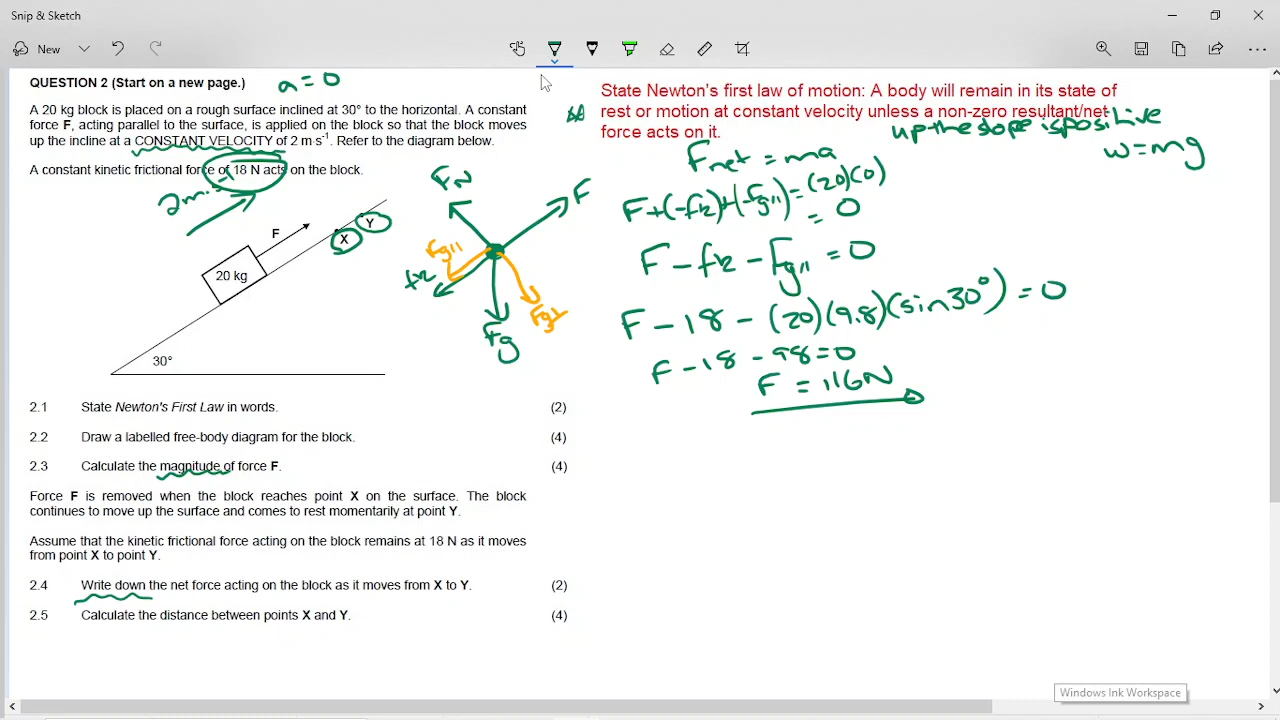 Snip & Sketch
New
QUESTION 2 (Start on a new page.)
a = 0
A 20 kg block is placed on a rough surface inclined at 30° to the horizontal. A constant
force F, acting parallel to the surface, is applied on the block so that the block moves
up the incline at a CONSTANT VELOCITY of 2 m·s⁻¹. Refer to the diagram below.
A constant kinetic frictional force of 18 N acts on the block.
2m·s⁻¹
F
X
Y
20 kg
30°
FN
F
Fg||
fk
Fg
Fg⊥
2.1 State Newton's First Law in words. (2)
2.2 Draw a labelled free-body diagram for the block. (4)
2.3 Calculate the magnitude of force F. (4)
Force F is removed when the block reaches point X on the surface. The block
continues to move up the surface and comes to rest momentarily at point Y.
Assume that the kinetic frictional force acting on the block remains at 18 N as it moves
from point X to point Y.
2.4 Write down the net force acting on the block as it moves from X to Y. (2)
2.5 Calculate the distance between points X and Y. (4)
State Newton's first law of motion: A body will remain in its state of
rest or motion at constant velocity unless a non-zero resultant/net
force acts on it.
up the slope is positive
w=mg
Fnet = ma
F+(-fk)+(-Fg||)=(20)(0)
= 0
F - fk - Fg|| = 0
F - 18 - (20)(9.8)(sin30°) = 0
F - 18 - 98 = 0
F = 116N
Windows Ink Workspace